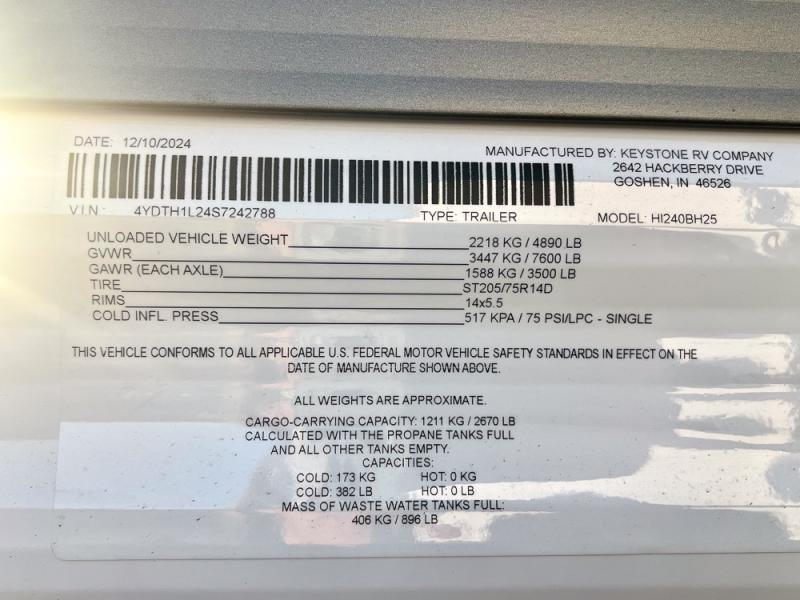 DATE: 12/10/2024
MANUFACTURED BY: KEYSTONE RV COMPANY
2642 HACKBERRY DRIVE
GOSHEN, IN 46526
V.I.N. 4YDTH1L24S7242788 TYPE: TRAILER MODEL: HI240BH25
UNLOADED VEHICLE WEIGHT 2218 KG / 4890 LB
GVWR 3447 KG / 7600 LB
GAWR (EACH AXLE) 1588 KG / 3500 LB
TIRE ST205/75R14D
RIMS 14x5.5
COLD INFL. PRESS 517 KPA / 75 PSI/LPC - SINGLE
THIS VEHICLE CONFORMS TO ALL APPLICABLE U.S. FEDERAL MOTOR VEHICLE SAFETY STANDARDS IN EFFECT ON THE
DATE OF MANUFACTURE SHOWN ABOVE.
ALL WEIGHTS ARE APPROXIMATE.
CARGO-CARRYING CAPACITY: 1211 KG / 2670 LB
CALCULATED WITH THE PROPANE TANKS FULL
AND ALL OTHER TANKS EMPTY.
CAPACITIES:
COLD: 173 KG HOT: 0 KG
COLD: 382 LB HOT: 0 LB
MASS OF WASTE WATER TANKS FULL:
406 KG / 896 LB